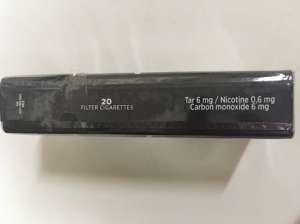 20
FILTER CIGARETTES
Tar 6 mg / Nicotine 0,6 mg
Carbon monoxide 6 mg